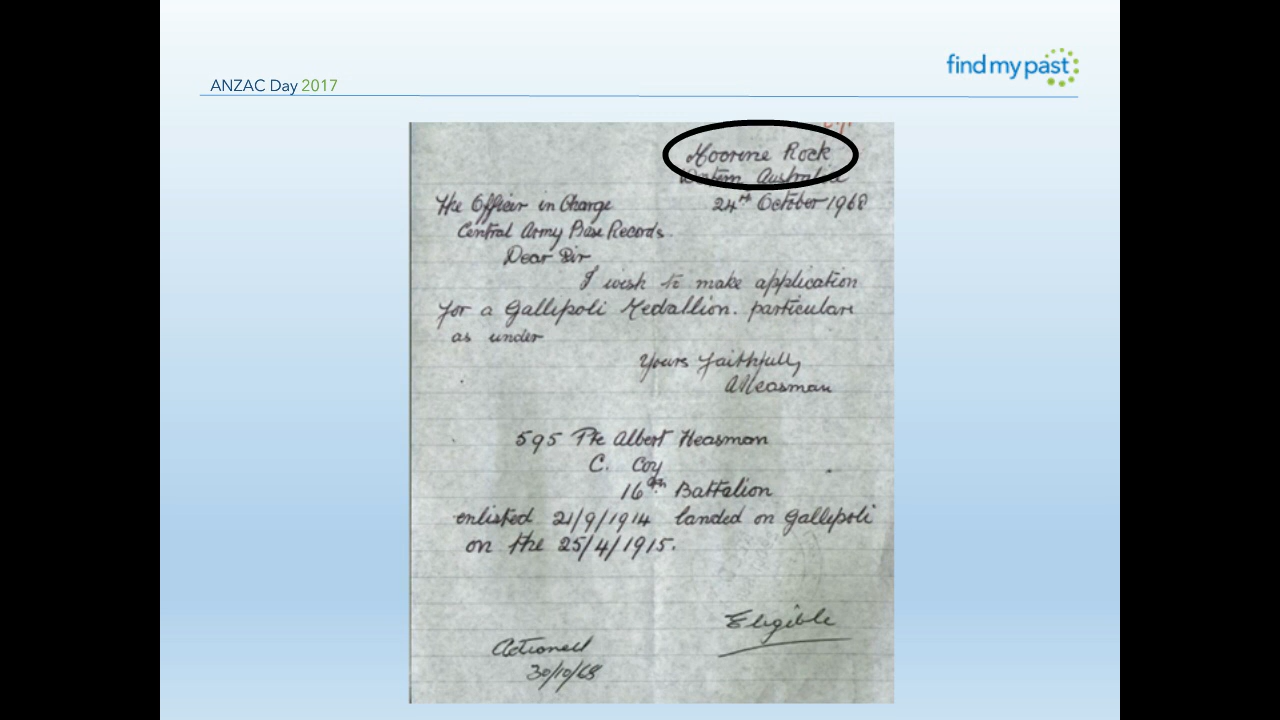 ANZAC Day 2017
findmypast
Moorine Rock
Western Australia
24th October 1968
The Officer in Charge
Central Army Base Records.
Dear Sir
I wish to make application
for a Gallipoli Medallion. particulars
as under
Yours faithfully,
A Heasman
595 Pte Albert Heasman
C. Coy
16th Battalion
enlisted 21/9/1914 landed on Gallipoli
on the 25/4/1915.
Eligible
Actioned
30/10/68